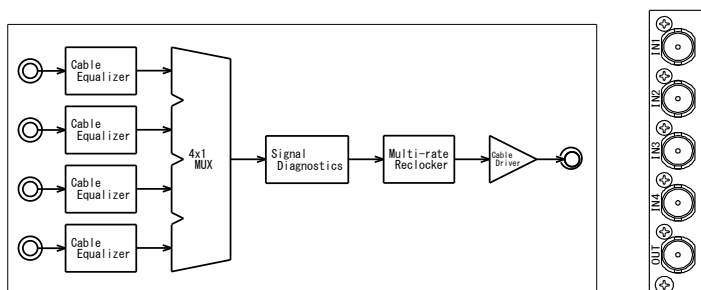 Cable
Equalizer
Cable
Equalizer
Cable
Equalizer
Cable
Equalizer
4x1
MUX
Signal
Diagnostics
Multi-rate
Reclocker
Cable
Driver
IN1
IN2
IN3
IN4
OUT